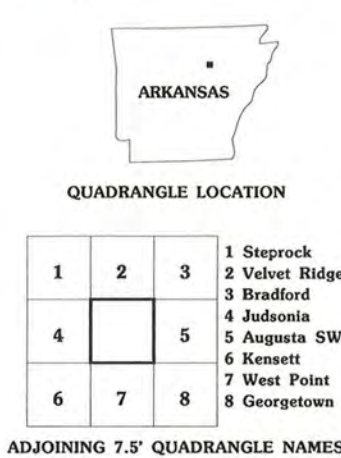 ARKANSAS
QUADRANGLE LOCATION
1 2 3
4 5
6 7 8
1 Steprock
2 Velvet Ridge
3 Bradford
4 Judsonia
5 Augusta SW
6 Kensett
7 West Point
8 Georgetown
ADJOINING 7.5' QUADRANGLE NAMES